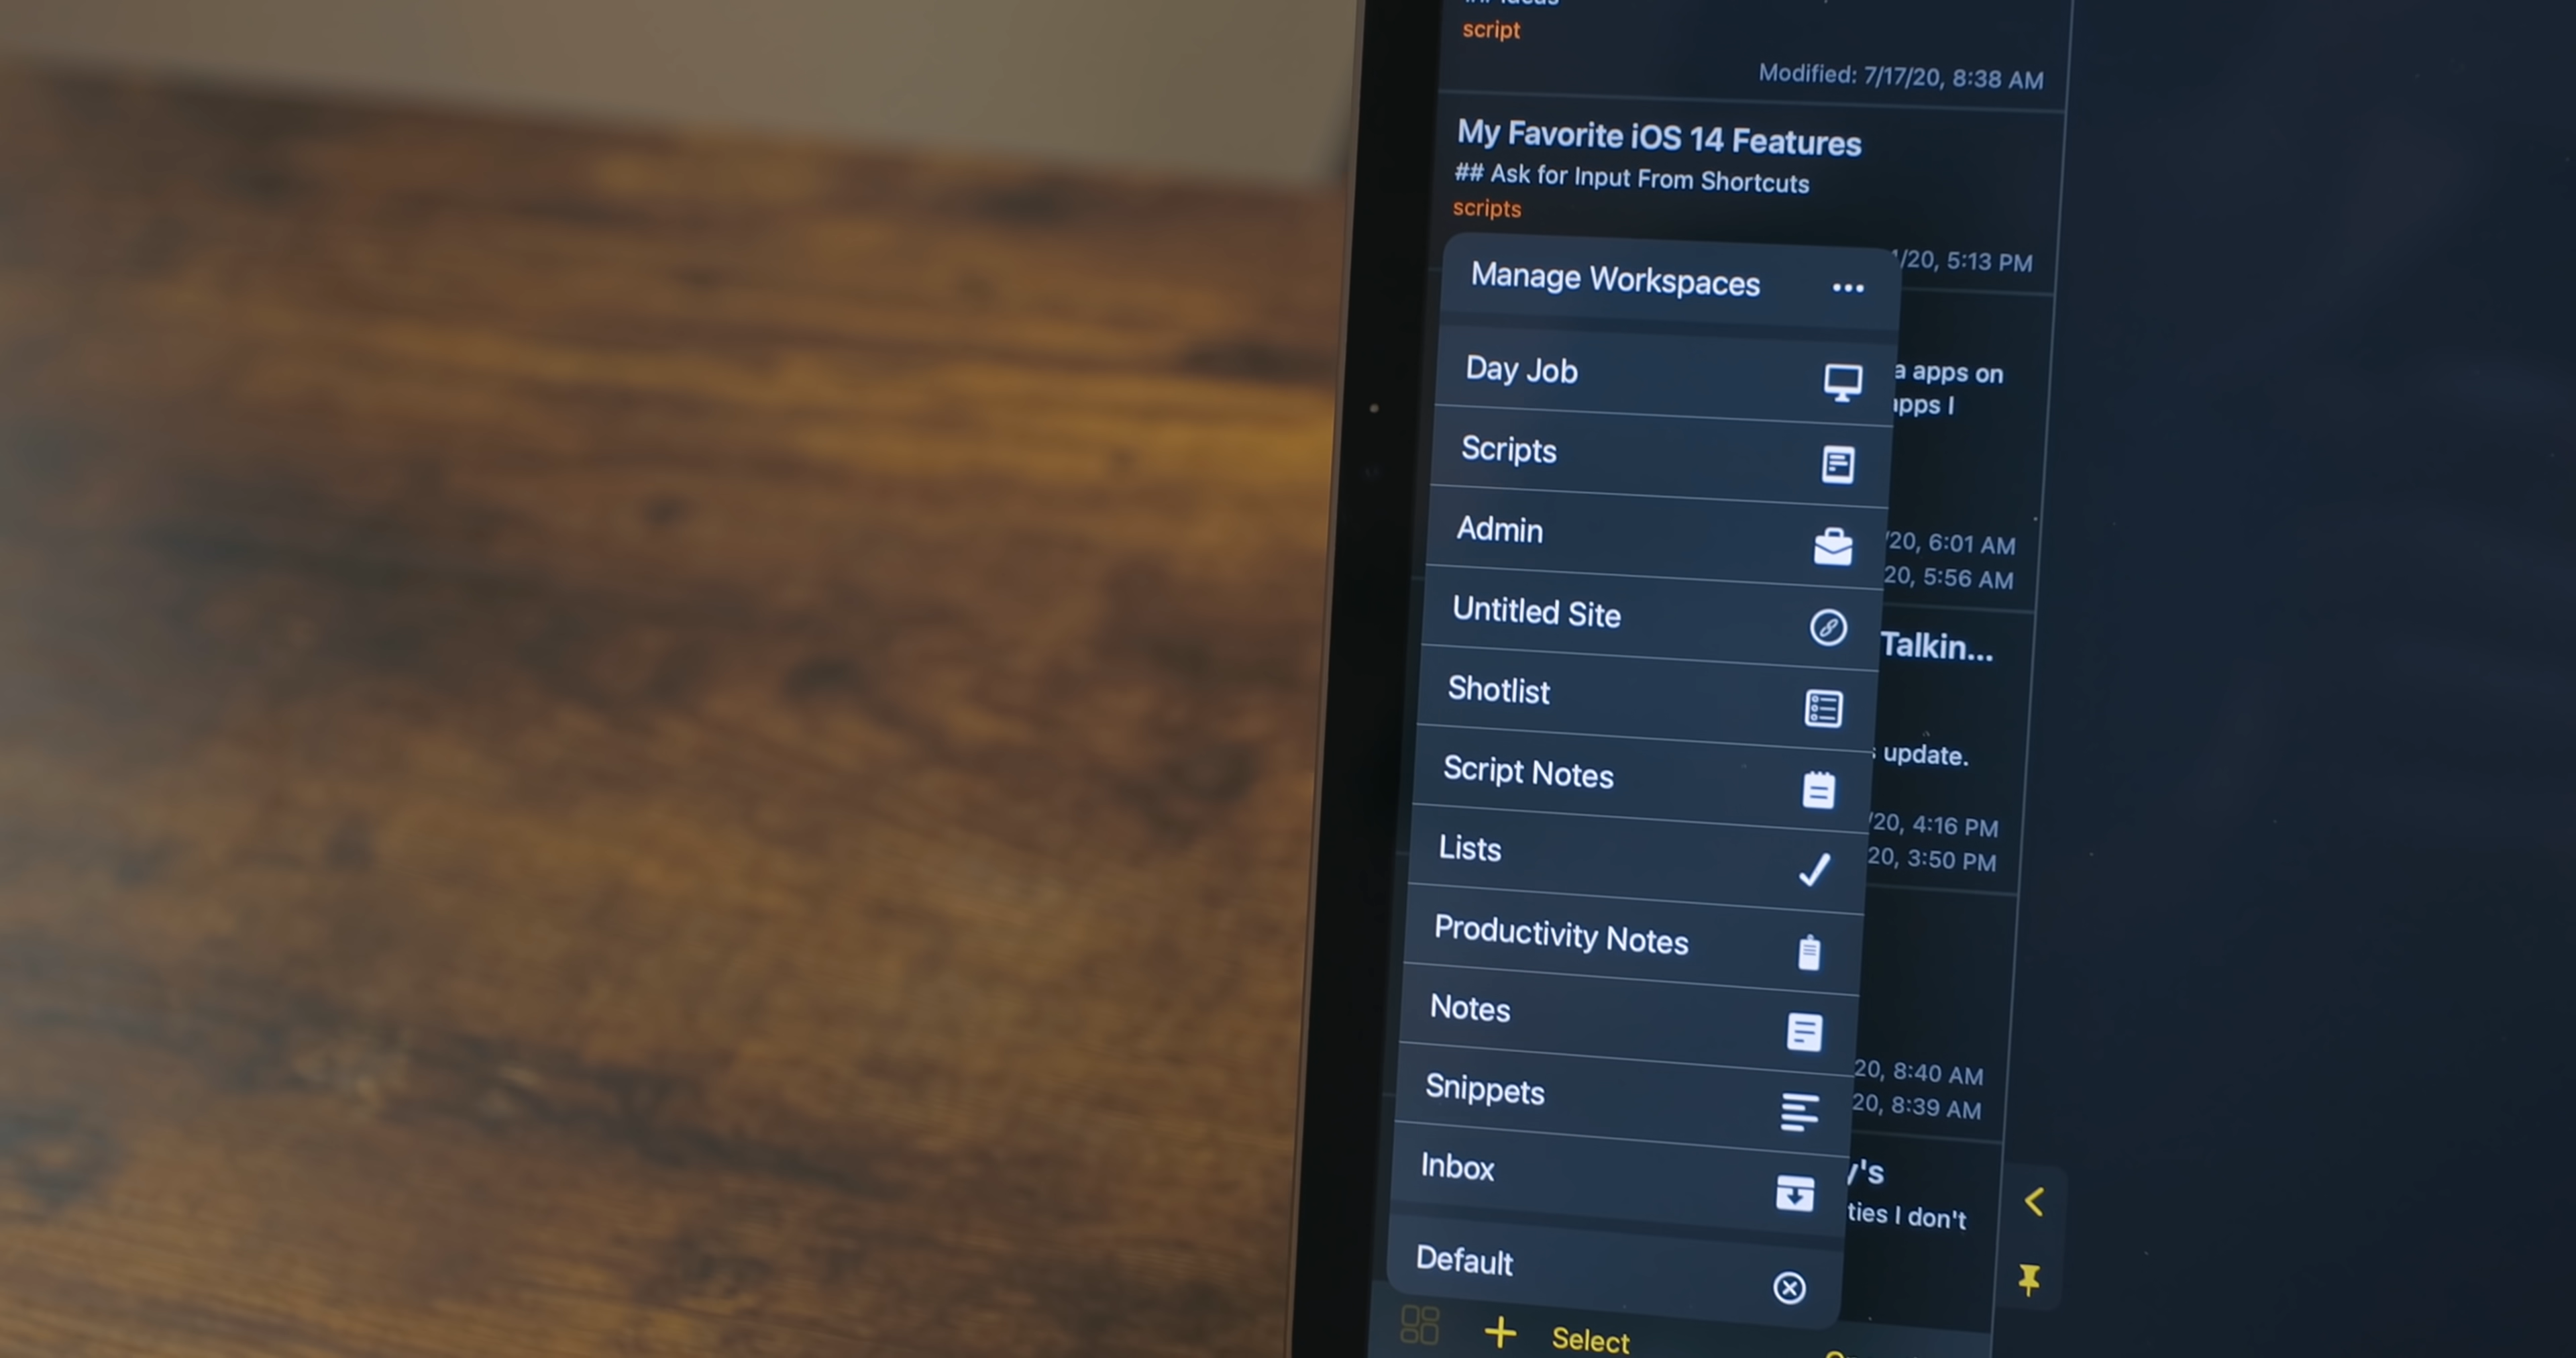 script
Modified: 7/17/20, 8:38 AM
My Favorite iOS 14 Features
## Ask for Input From Shortcuts
scripts
/20, 5:13 PM
Manage Workspaces
Day Job
a apps on
apps I
Scripts
Admin
/20, 6:01 AM
20, 5:56 AM
Untitled Site
Talkin...
Shotlist
Script Notes
update.
Lists
/20, 4:16 PM
20, 3:50 PM
Productivity Notes
Notes
20, 8:40 AM
Snippets
20, 8:39 AM
Inbox
y's
ties I don't
Default
Select